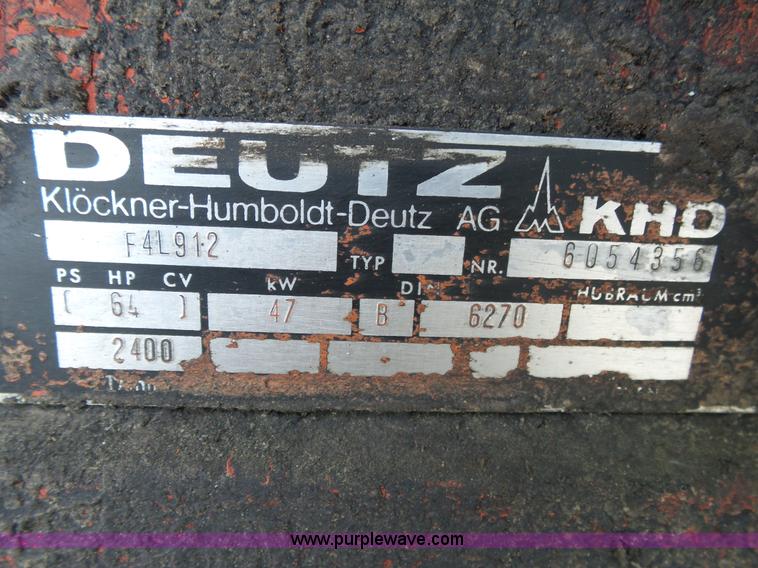 DEUTZ
Klöckner-Humboldt-Deutz AG KHD
F4L912 TYP NR. 6054356
PS HP CV kW DIN HUBRAUM cm³
( 64 ) 47 B 6270
2400
www.purplewave.com